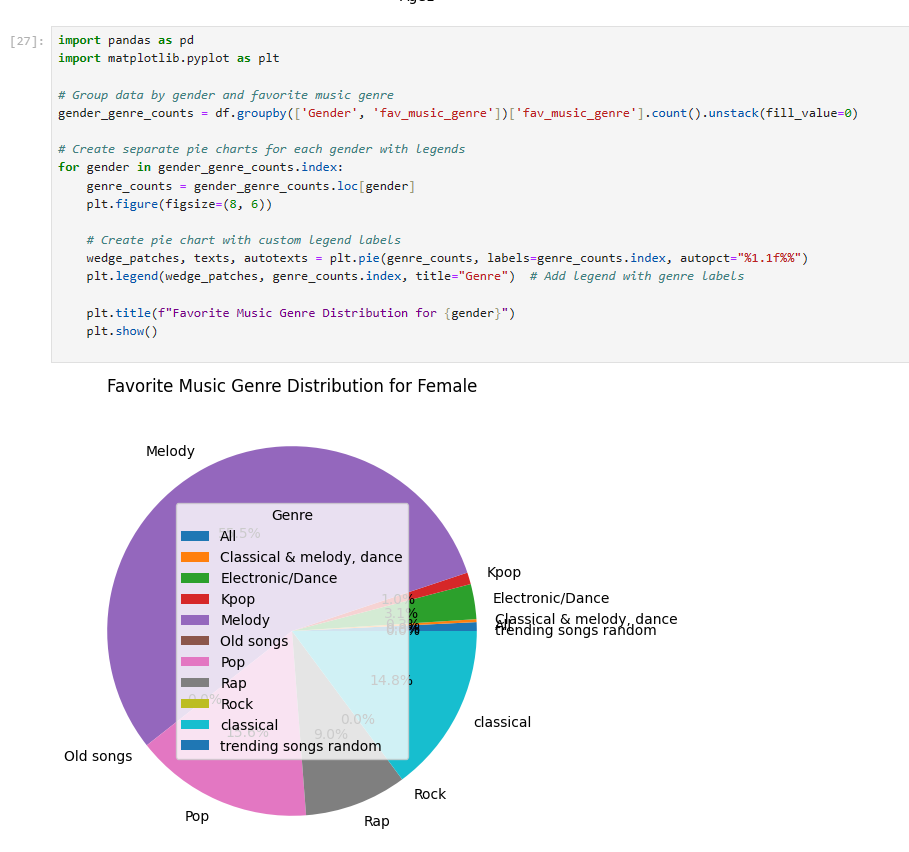 [27]:
import pandas as pd
import matplotlib.pyplot as plt
# Group data by gender and favorite music genre
gender_genre_counts = df.groupby(['Gender', 'fav_music_genre'])['fav_music_genre'].count().unstack(fill_value=0)
# Create separate pie charts for each gender with legends
for gender in gender_genre_counts.index:
    genre_counts = gender_genre_counts.loc[gender]
    plt.figure(figsize=(8, 6))
    # Create pie chart with custom legend labels
    wedge_patches, texts, autotexts = plt.pie(genre_counts, labels=genre_counts.index, autopct="%1.1f%%")
    plt.legend(wedge_patches, genre_counts.index, title="Genre")  # Add legend with genre labels
    plt.title(f"Favorite Music Genre Distribution for {gender}")
    plt.show()
Favorite Music Genre Distribution for Female
Melody
Genre
All
Classical & melody, dance
Electronic/Dance
Kpop
Melody
Old songs
Pop
Rap
Rock
classical
trending songs random
Kpop
1.0%
Electronic/Dance
3.1%
Classical & melody, dance
All
trending songs random
14.8%
classical
0.0%
0.0%
9.0%
Old songs
Rock
Pop
Rap